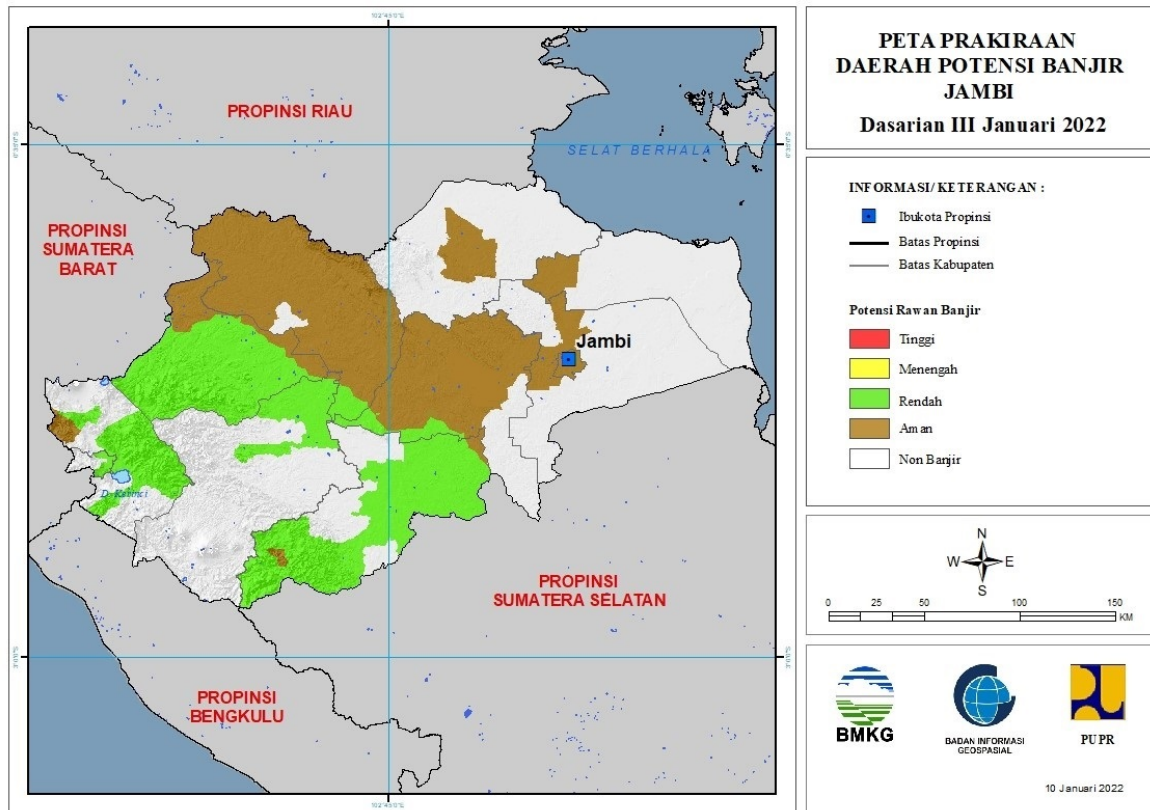 PETA PRAKIRAAN
DAERAH POTENSI BANJIR
JAMBI
Dasarian III Januari 2022
INFORMASI/ KETERANGAN :
Ibukota Propinsi
Batas Propinsi
Batas Kabupaten
Potensi Rawan Banjir
Tinggi
Menengah
Rendah
Aman
Non Banjir
N
W E
S
0 25 50 100 150
KM
BMKG
BADAN INFORMASI
GEOSPASIAL
PUPR
10 Januari 2022
PROPINSI RIAU
SELAT BERHALA
PROPINSI
SUMATERA
BARAT
Jambi
D. Kerinci
PROPINSI
SUMATERA SELATAN
PROPINSI
BENGKULU